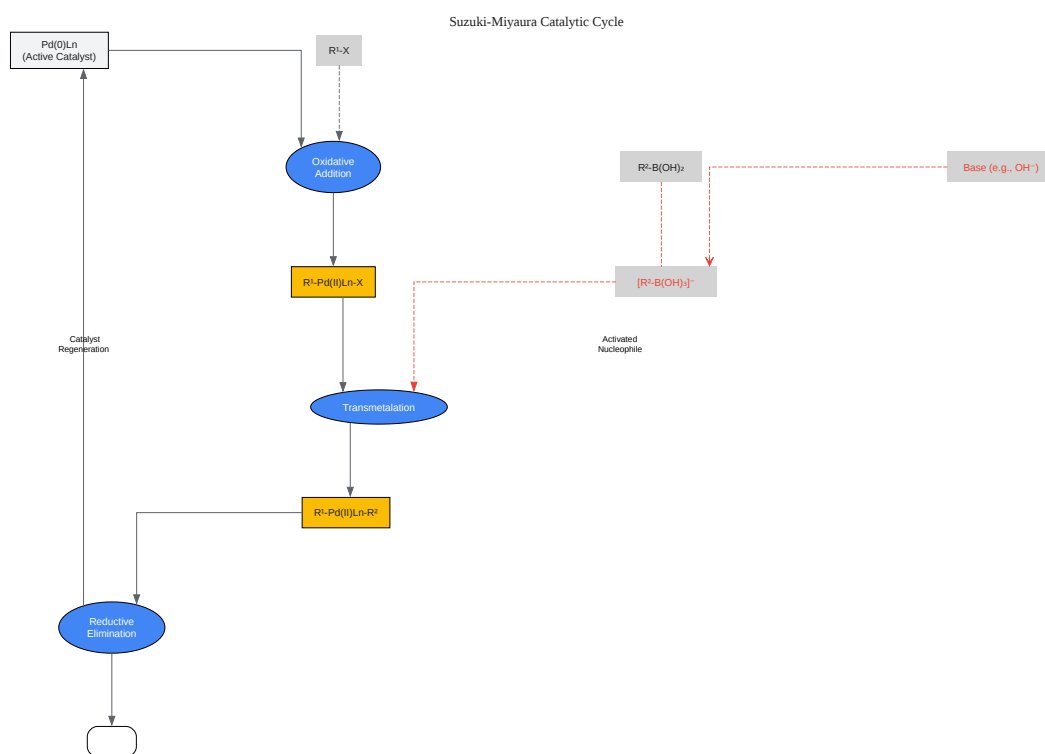 Suzuki-Miyaura Catalytic Cycle
Pd(0)Ln
(Active Catalyst)
R¹-X
Oxidative
Addition
R²-B(OH)₂
Base (e.g., OH⁻)
R¹-Pd(II)Ln-X
[R²-B(OH)₃]⁻
Catalyst
Regeneration
Activated
Nucleophile
Transmetalation
R¹-Pd(II)Ln-R²
Reductive
Elimination